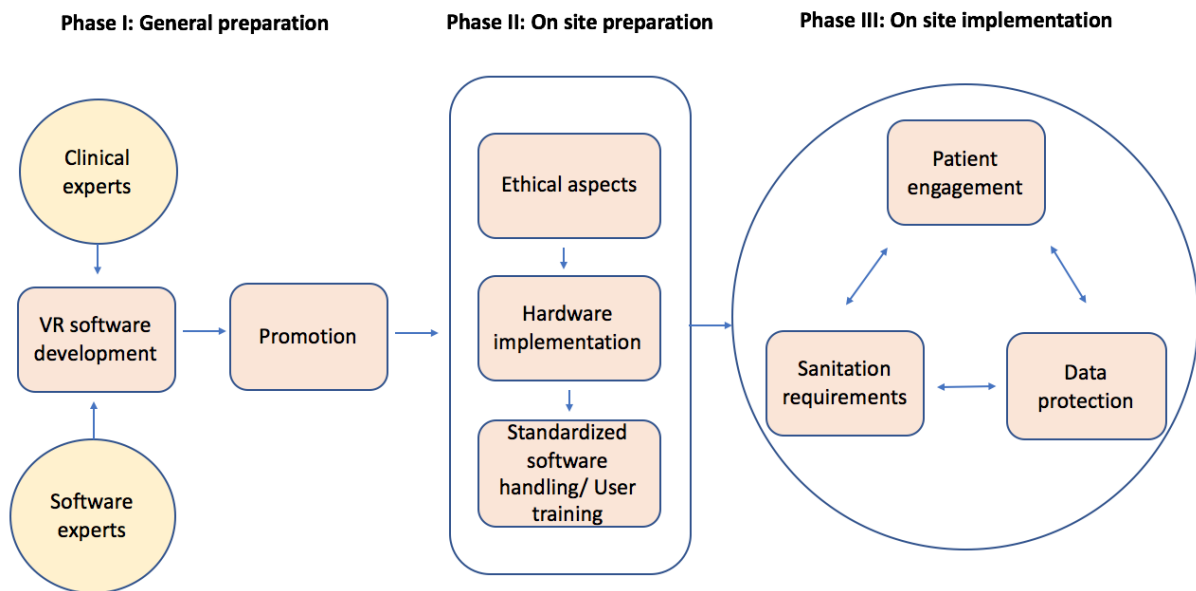 Phase I: General preparation
Phase II: On site preparation
Phase III: On site implementation
Clinical
experts
VR software
development
Software
experts
Promotion
Ethical aspects
Hardware
implementation
Standardized
software
handling/ User
training
Patient
engagement
Sanitation
requirements
Data
protection